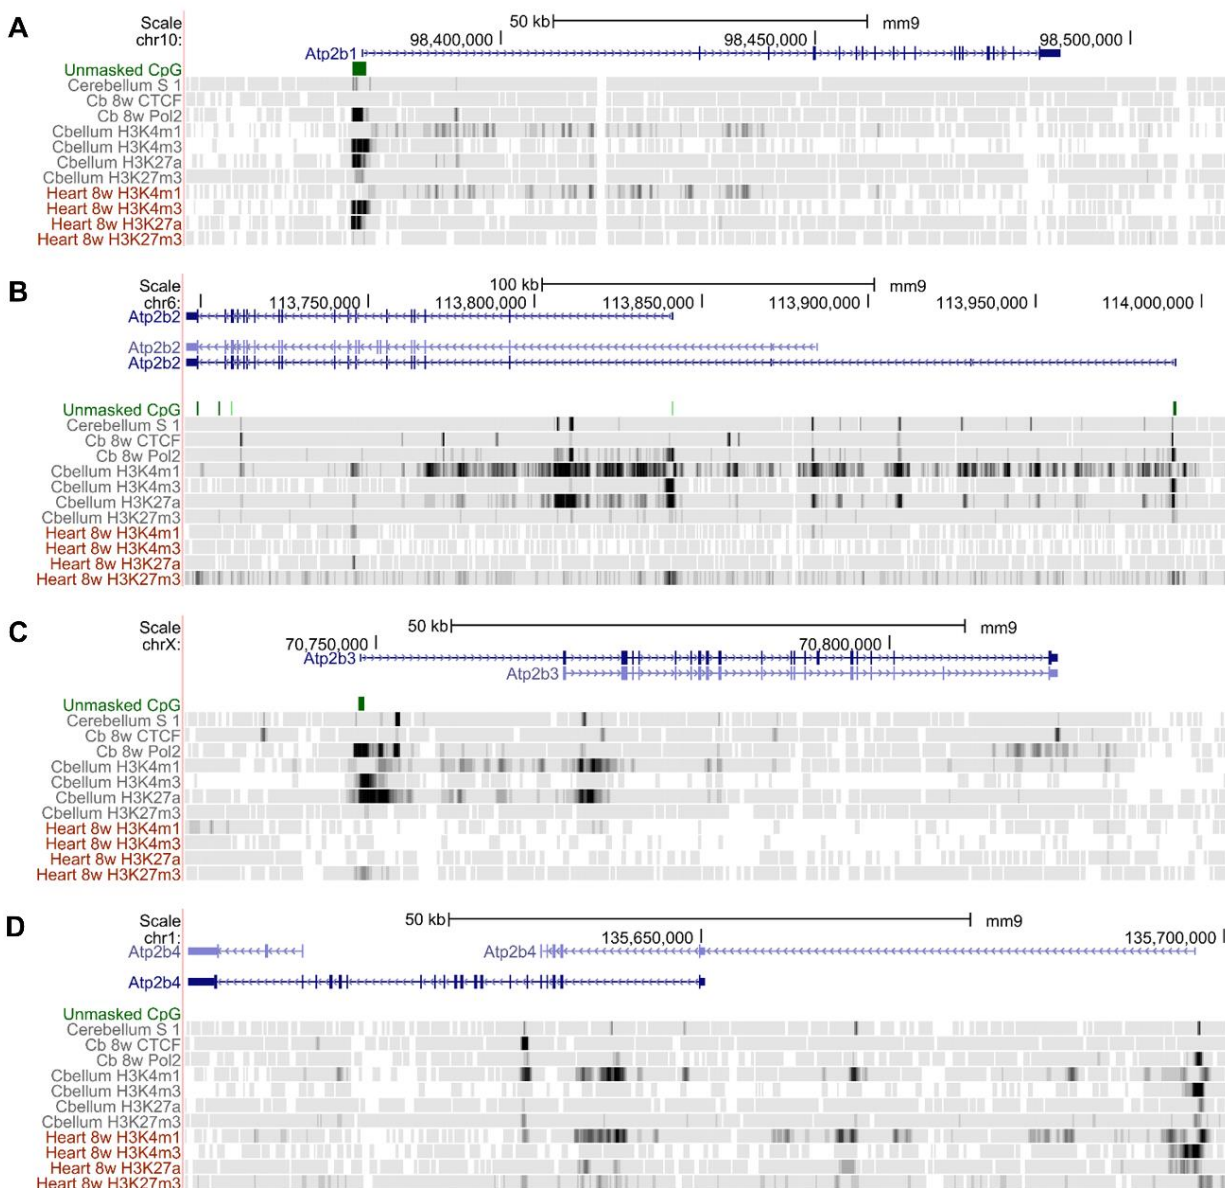 A
Scale 50 kb mm9
chr10: 98,400,000 98,450,000 98,500,000
Atp2b1
Unmasked CpG
Cerebellum S 1
Cb 8w CTCF
Cb 8w Pol2
Cbellum H3K4m1
Cbellum H3K4m3
Cbellum H3K27a
Cbellum H3K27m3
Heart 8w H3K4m1
Heart 8w H3K4m3
Heart 8w H3K27a
Heart 8w H3K27m3
B
Scale 100 kb mm9
chr6: 113,750,000 113,800,000 113,850,000 113,900,000 113,950,000 114,000,000
Atp2b2
Atp2b2
Atp2b2
Unmasked CpG
Cerebellum S 1
Cb 8w CTCF
Cb 8w Pol2
Cbellum H3K4m1
Cbellum H3K4m3
Cbellum H3K27a
Cbellum H3K27m3
Heart 8w H3K4m1
Heart 8w H3K4m3
Heart 8w H3K27a
Heart 8w H3K27m3
C
Scale 50 kb mm9
chrX: 70,750,000 70,800,000
Atp2b3
Atp2b3
Unmasked CpG
Cerebellum S 1
Cb 8w CTCF
Cb 8w Pol2
Cbellum H3K4m1
Cbellum H3K4m3
Cbellum H3K27a
Cbellum H3K27m3
Heart 8w H3K4m1
Heart 8w H3K4m3
Heart 8w H3K27a
Heart 8w H3K27m3
D
Scale 50 kb mm9
chr1: 135,650,000 135,700,000
Atp2b4 Atp2b4
Atp2b4
Unmasked CpG
Cerebellum S 1
Cb 8w CTCF
Cb 8w Pol2
Cbellum H3K4m1
Cbellum H3K4m3
Cbellum H3K27a
Cbellum H3K27m3
Heart 8w H3K4m1
Heart 8w H3K4m3
Heart 8w H3K27a
Heart 8w H3K27m3